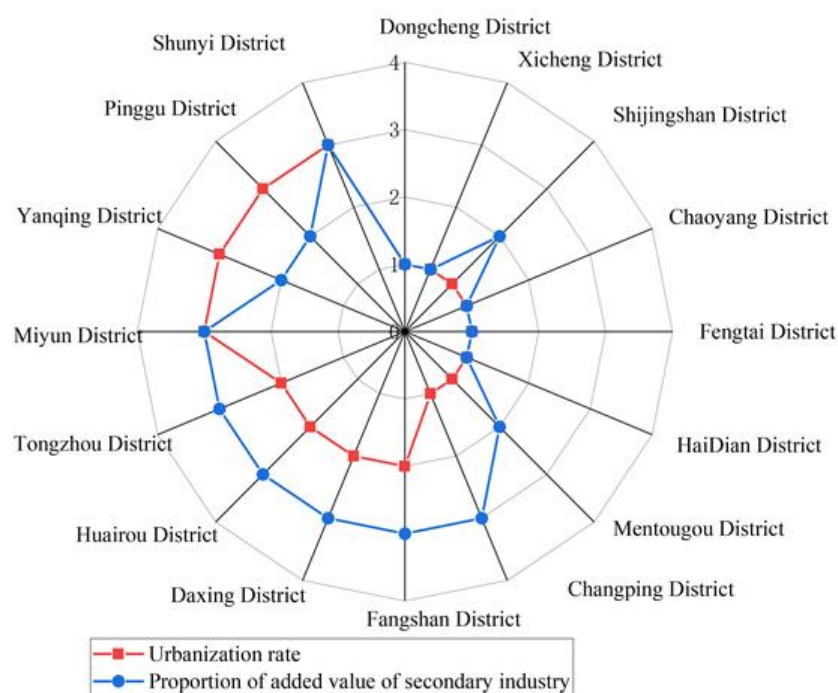 Dongcheng District
Shunyi District
Xicheng District
Pinggu District
Shijingshan District
Yanqing District
Chaoyang District
Miyun District
Fengtai District
Tongzhou District
HaiDian District
Huairou District
Mentougou District
Daxing District
Changping District
Fangshan District
4
3
2
1
0
Urbanization rate
Proportion of added value of secondary industry